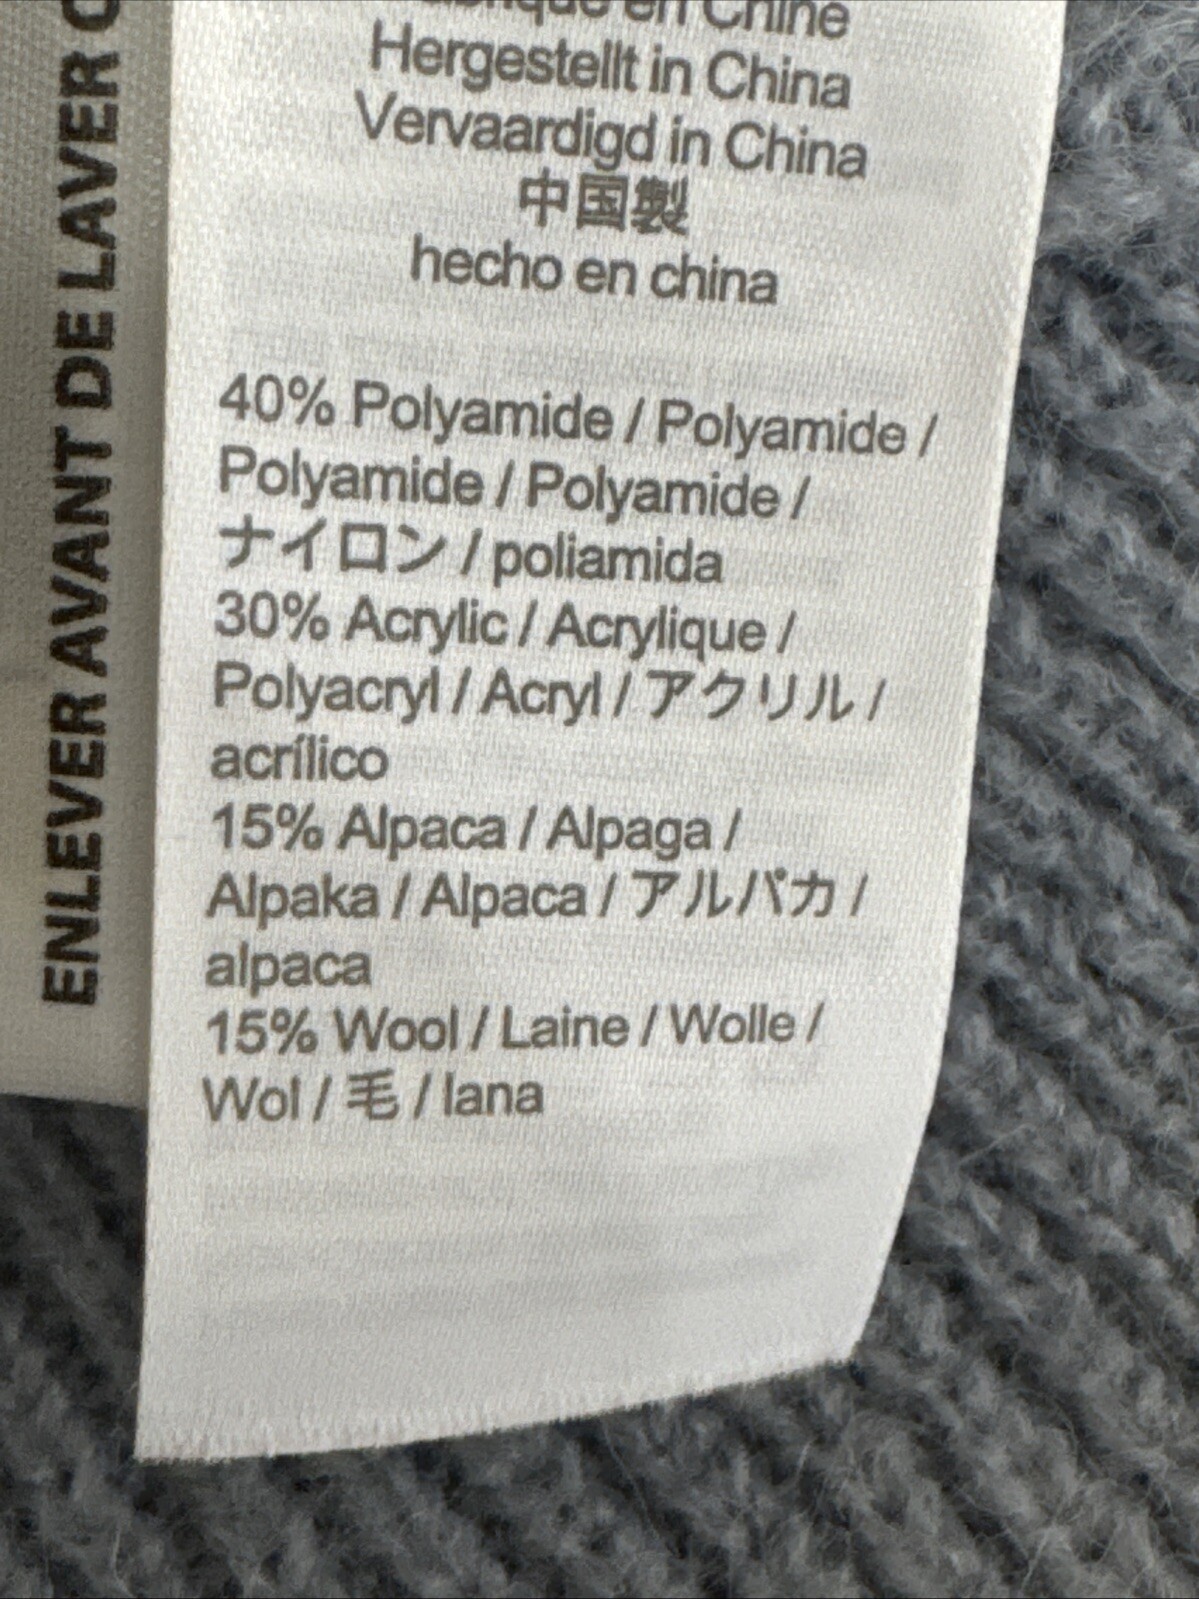 en Chine
Hergestellt in China
Vervaardigd in China
中国製
hecho en china
40% Polyamide / Polyamide /
Polyamide / Polyamide /
ナイロン / poliamida
30% Acrylic / Acrylique /
Polyacryl / Acryl / アクリル /
acrílico
15% Alpaca / Alpaga /
Alpaka / Alpaca / アルパカ /
alpaca
15% Wool / Laine / Wolle /
Wol / 毛 / lana
ENLEVER AVANT DE LAVER